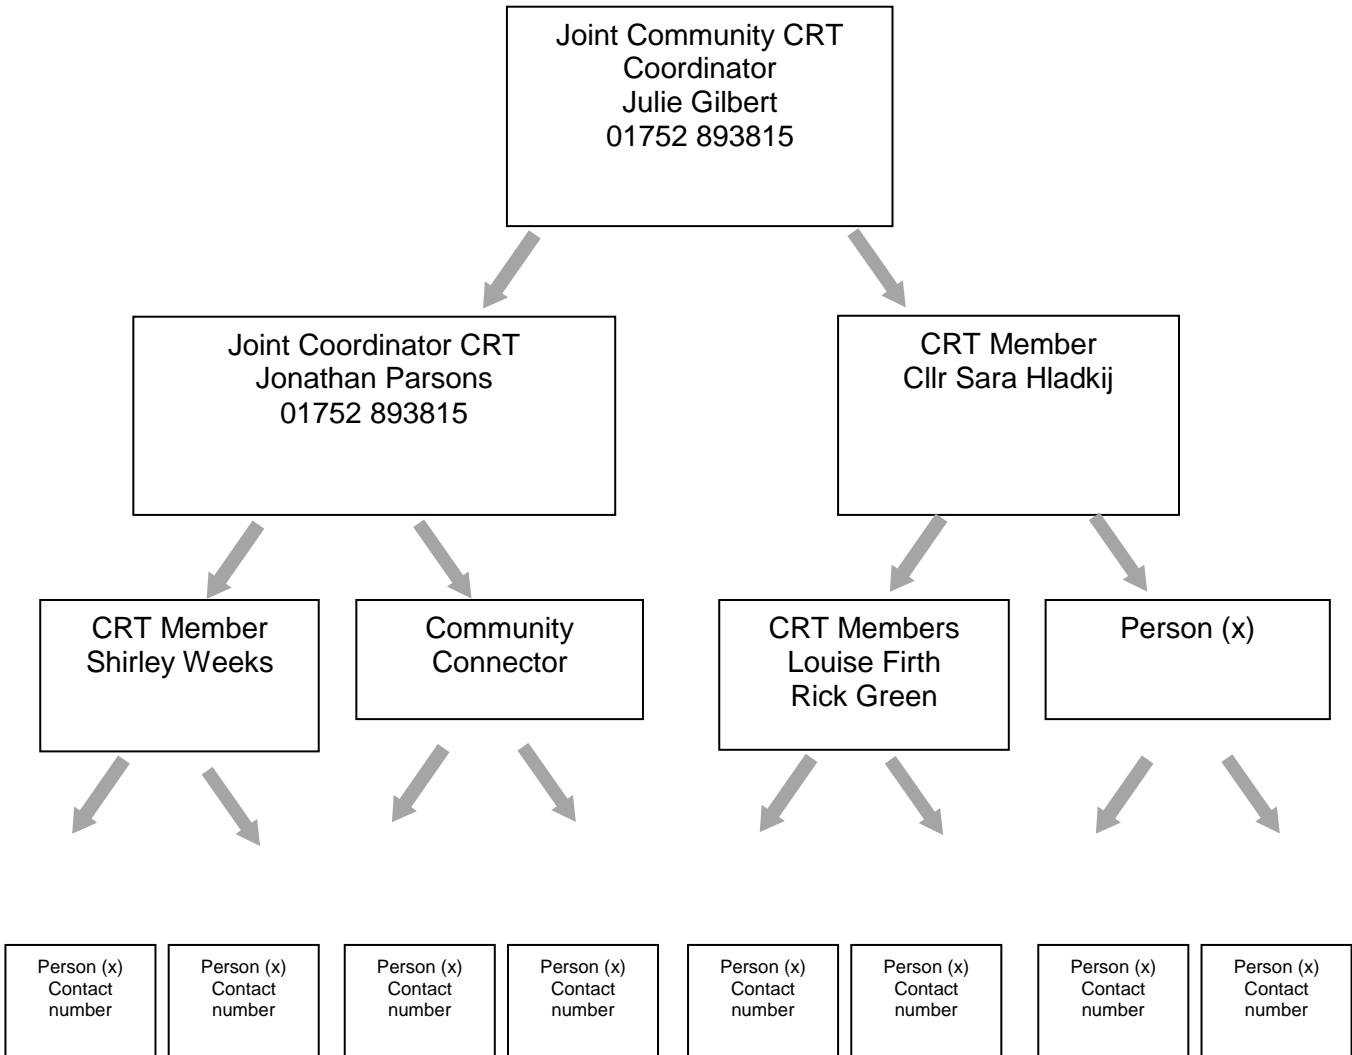 Joint Community CRT
Coordinator
Julie Gilbert
01752 893815
Joint Coordinator CRT
Jonathan Parsons
01752 893815
CRT Member
Cllr Sara Hladkij
CRT Member
Shirley Weeks
Community
Connector
CRT Members
Louise Firth
Rick Green
Person (x)
Person (x)
Contact
number
Person (x)
Contact
number
Person (x)
Contact
number
Person (x)
Contact
number
Person (x)
Contact
number
Person (x)
Contact
number
Person (x)
Contact
number
Person (x)
Contact
number